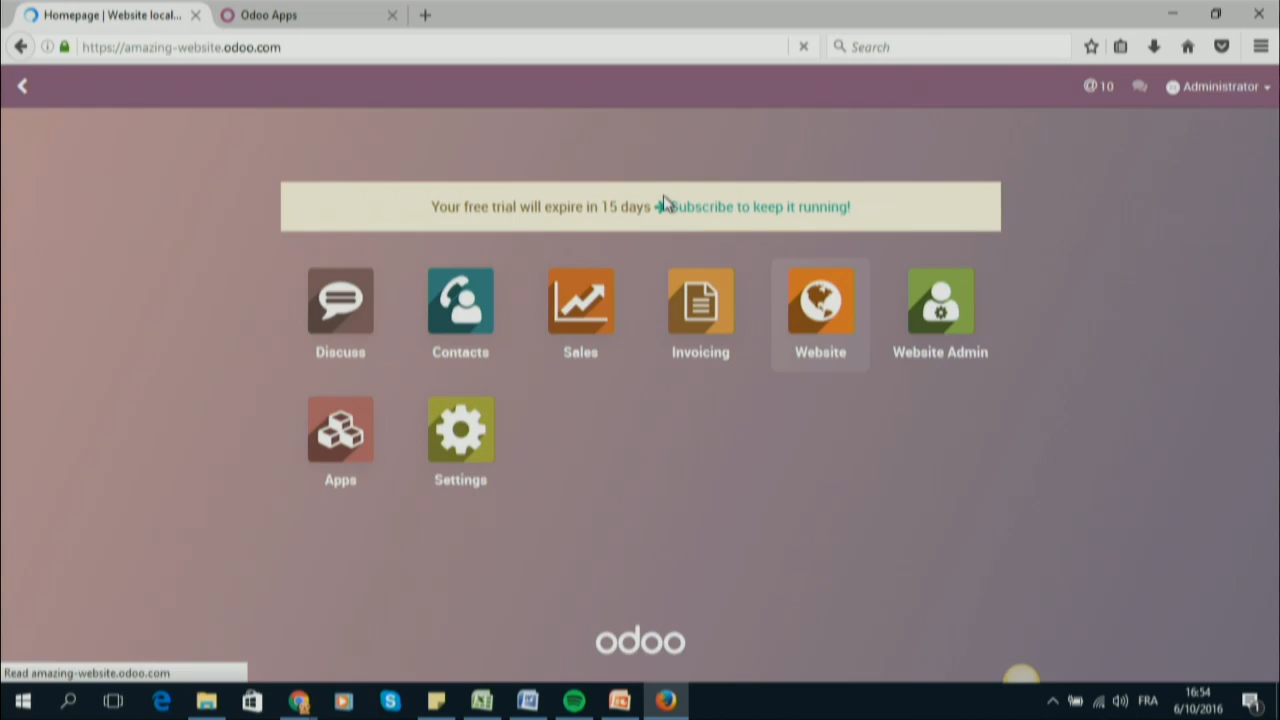 Homepage | Website local...
Odoo Apps
https://amazing-website.odoo.com
Search
@ 10
Administrator
Your free trial will expire in 15 days
Subscribe to keep it running!
Discuss
Contacts
Sales
Invoicing
Website
Website Admin
Apps
Settings
odoo
Read amazing-website.odoo.com
FRA
16:54
6/10/2016